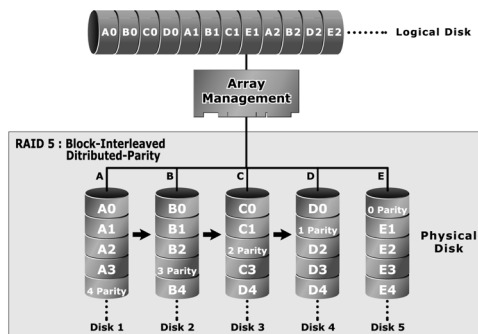 A0 B0 C0 D0 A1 B1 C1 E1 A2 B2 D2 E2
Logical Disk
Array
Management
RAID 5 : Block-Interleaved
Ditributed-Parity
A B C D E
A0 B0 C0 D0 0 Parity
A1 B1 C1 1 Parity E1
A2 B2 2 Parity D2 E2
A3 3 Parity C3 D3 E3
4 Parity B4 D4 D4 E4
Physical
Disk
Disk 1 Disk 2 Disk 3 Disk 4 Disk 5